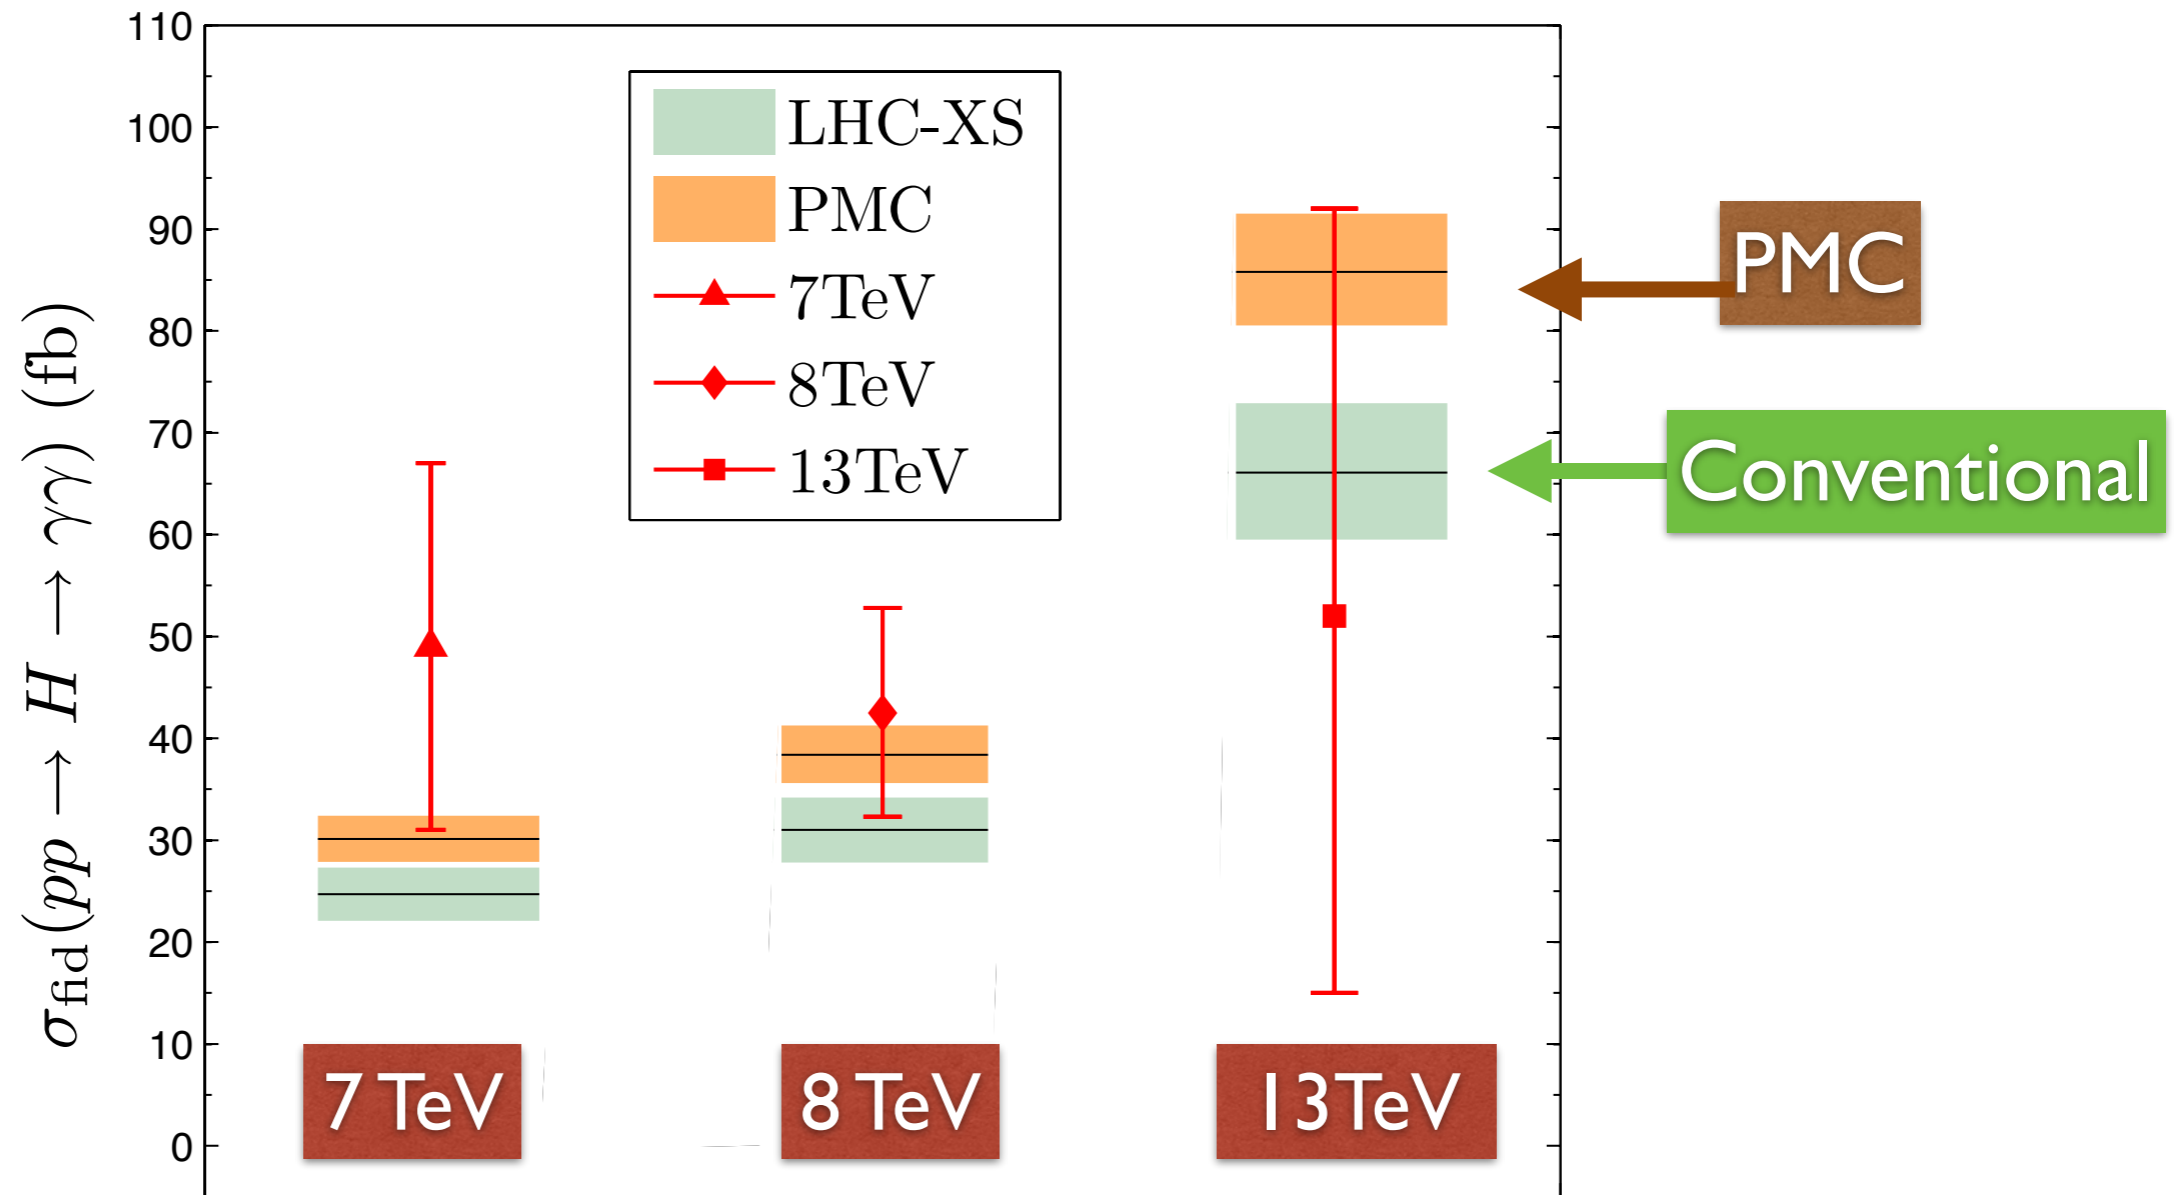 σfid(pp → H → γγ) (fb)
110
100
90
80
70
60
50
40
30
20
10
0
LHC-XS
PMC
7TeV
8TeV
13TeV
PMC
Conventional
7 TeV
8 TeV
13TeV